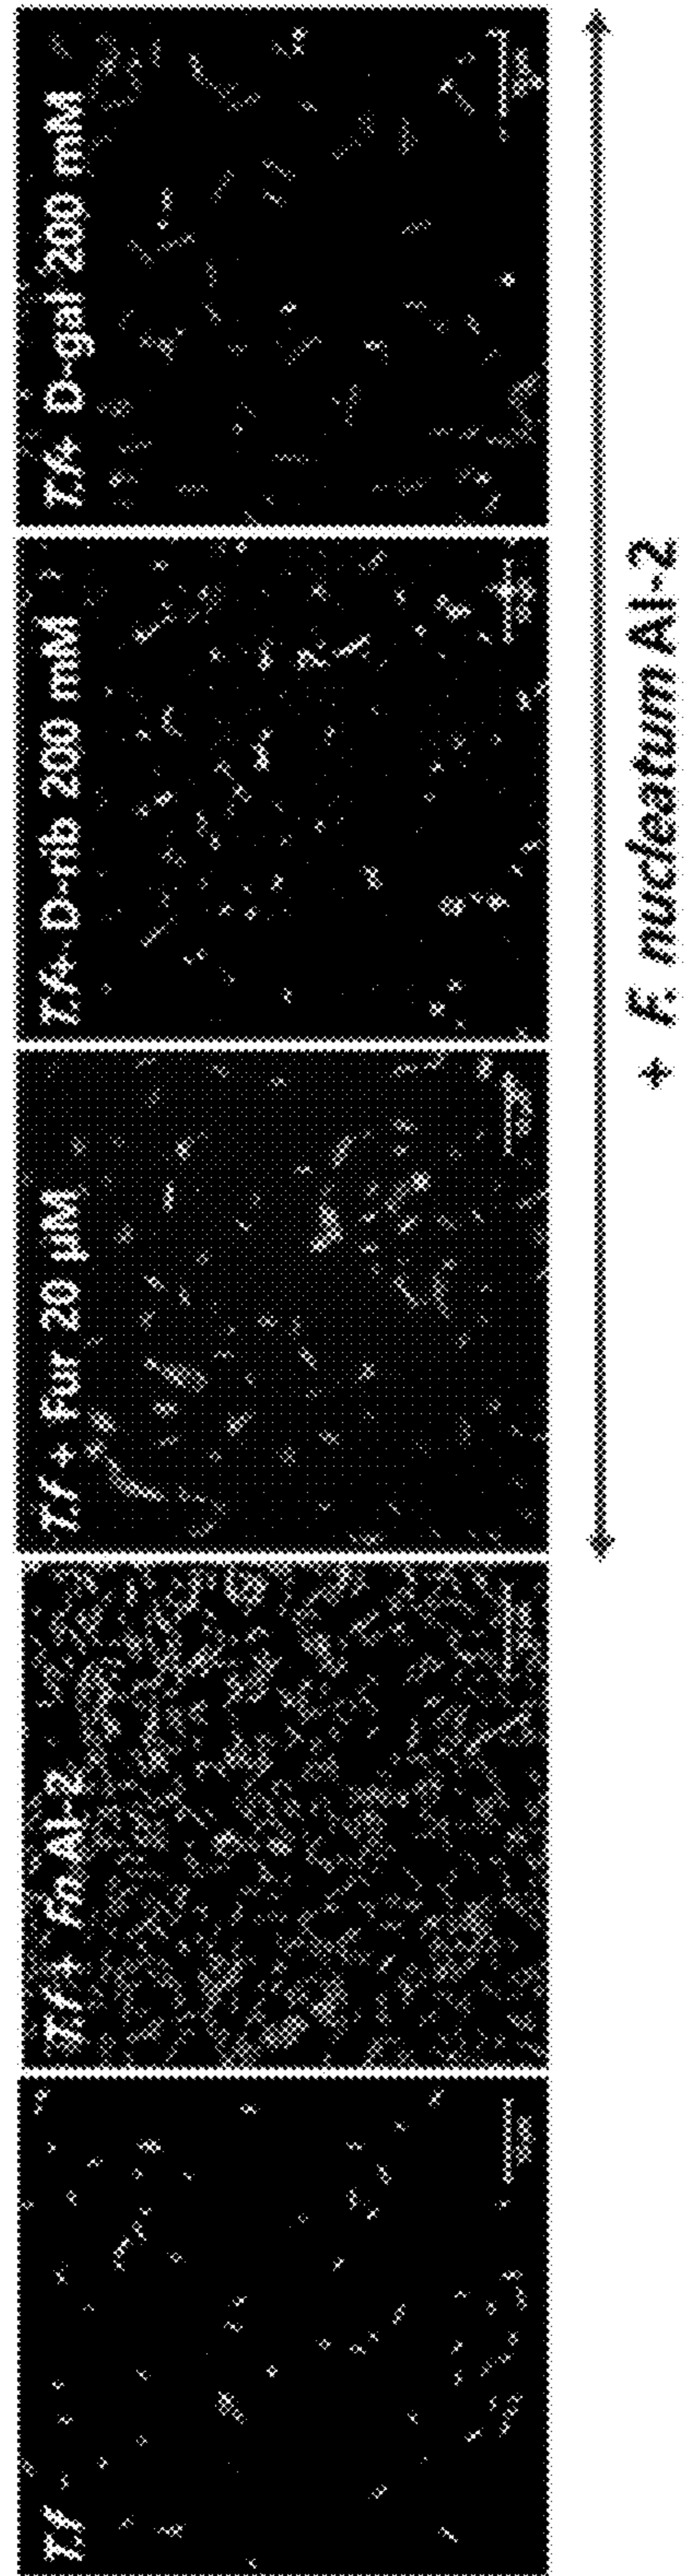 T.f
T.f+ Fn AI-2
T.f + Fur 20 µM
T.f+ D-rib 200 mM
T.f+ D-gal 200 mM
+ F. nucleatum AI-2